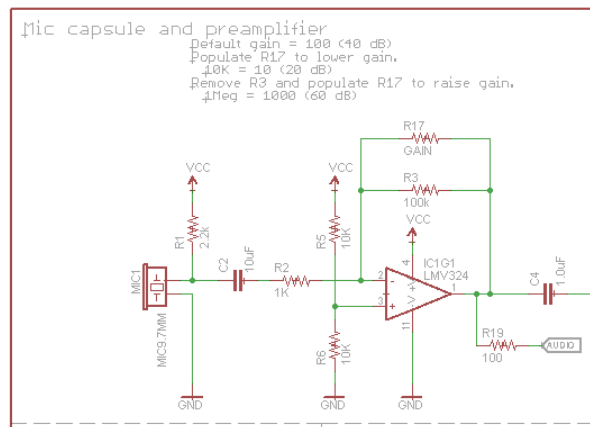 Mic capsule and preamplifier
Default gain = 100 (40 dB)
Populate R17 to lower gain.
10K = 10 (20 dB)
Remove R3 and populate R17 to raise gain.
1Meg = 1000 (60 dB)
R17
GAIN
R3
100k
VCC
VCC
VCC
R1
2.2k
R5
10K
C2
10uF
R2
1K
IC1G1
LMV324
C4
1.0uF
4
2
-
3
+
V
1
11
MIC1
MIC9.7MM
R6
10K
R19
100
AUDIO
GND
GND
GND